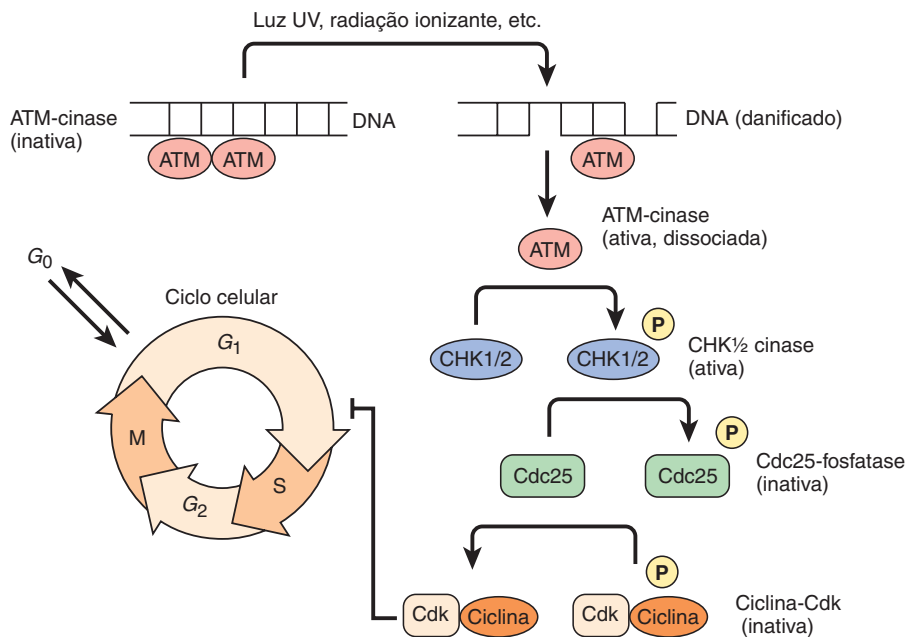 Luz UV, radiação ionizante, etc.
ATM-cinase
(inativa)
DNA
ATM
ATM
DNA (danificado)
ATM
ATM-cinase
(ativa, dissociada)
ATM
G0
Ciclo celular
G1
S
G2
M
CHK1/2
P
CHK1/2
CHK½ cinase
(ativa)
Cdc25
P
Cdc25
Cdc25-fosfatase
(inativa)
Cdk
Ciclina
P
Cdk
Ciclina
Ciclina-Cdk
(inativa)